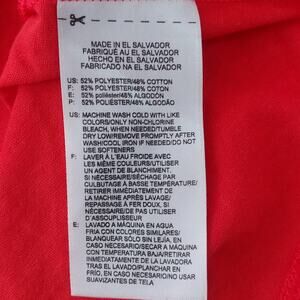 MADE IN EL SALVADOR
FABRIQUÉ AU EL SALVADOR
HECHO EN EL SALVADOR
FABRICADO NA EL SALVADOR
US: 52% POLYESTER/48% COTTON
F: 52% POLYESTER/48% COTON
E: 52% poliéster/48% ALGODÓN
P: 52% POLIÉSTER/48% ALGODÃO
US: MACHINE WASH COLD WITH LIKE
COLORS/ONLY NON-CHLORINE
BLEACH, WHEN NEEDED/TUMBLE
DRY LOW/REMOVE PROMPTLY AFTER
WASH/COOL IRON IF NEEDED/DO NOT
USE SOFTENERS
F: LAVER À L'EAU FROIDE AVEC
LES MÊME COULEURS/UTILISER
UN AGENT DE BLANCHIMENT
SI NÉCESSAIRE/SÉCHAGE PAR
CULBUTAGE À BASSE TEMPÉRATURE/
RETIRER IMMÉDIATEMENT DE
LA MACHINE APRÈS LAVAGE/
REPASSAGE À FER DOUX, SI
NÉCESSAIRE/NE PAS UTILISER
D'ASSOUPLISSEUR
E: LAVADO A MÁQUINA EN AGUA
FRIA CON COLORES SIMILARES/
BLANQUEAR SÓLO SIN LEJÍA, EN
CASO NECESARIO/SECAR A MÁQUINA
CON TEMPERATURA BAJA/RETIRAR
INMEDIATAMENTE DE LA LAVADORA
TRAS EL LAVADO/PLANCHAR EN
FRÍO, EN CASO NECESARIO/NO USAR
SUAVIZANTES DE TELA